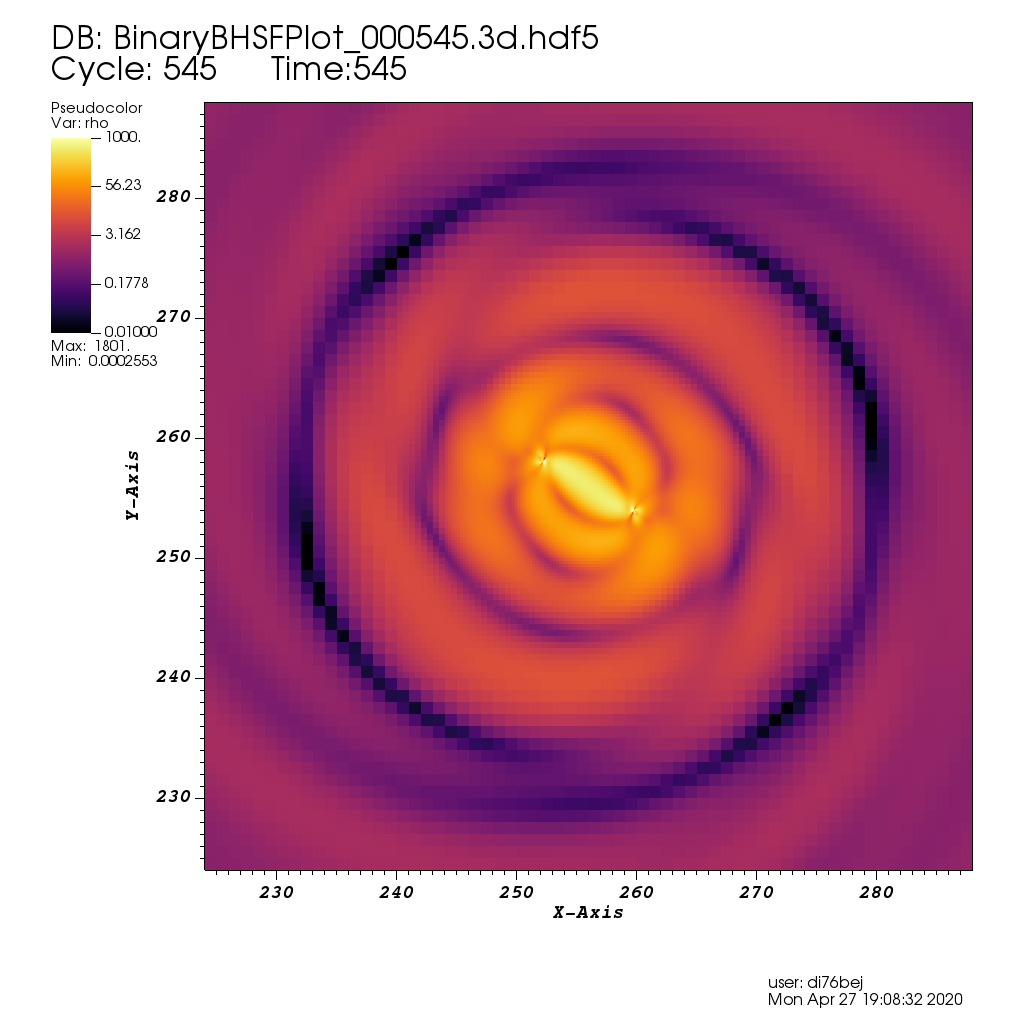 DB: BinaryBHSFPlot_000545.3d.hdf5
Cycle: 545 Time:545
Pseudocolor
Var: rho
1000.
56.23
3.162
0.1778
0.01000
Max: 1801.
Min: 0.0002553
280
270
260
250
240
230
Y-Axis
230 240 250 260 270 280
X-Axis
user: di76bej
Mon Apr 27 19:08:32 2020